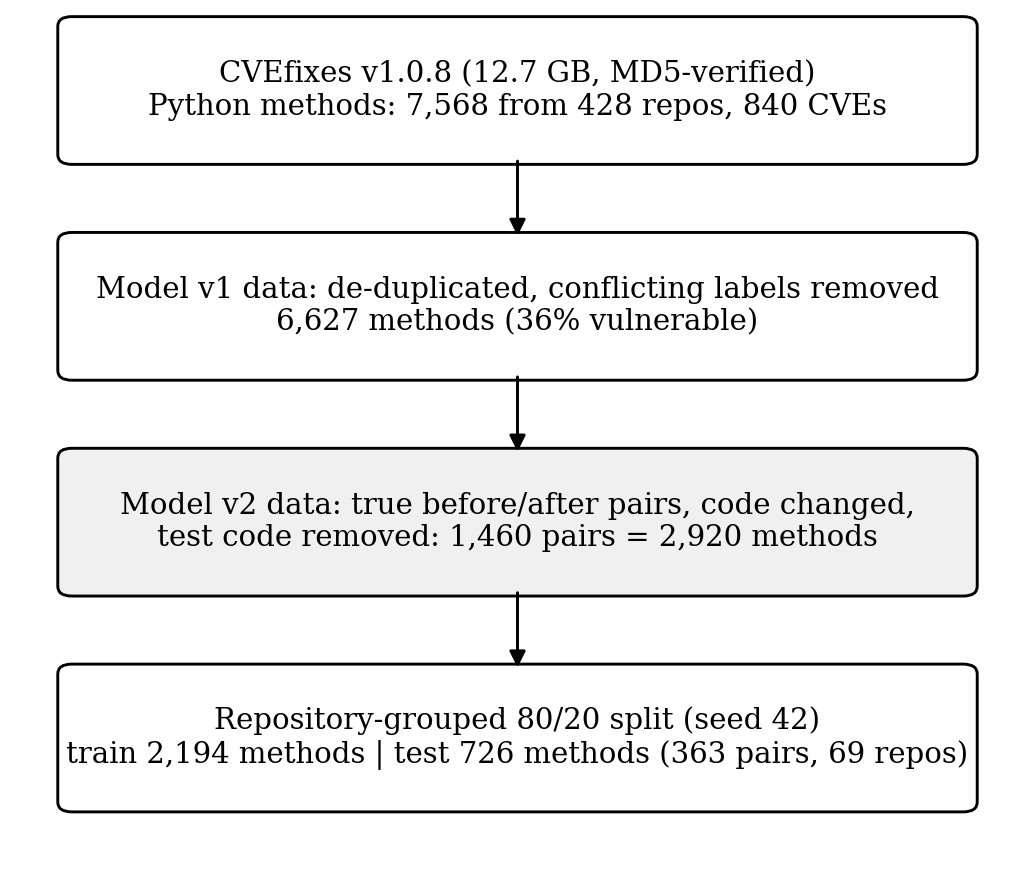 CVEfixes v1.0.8 (12.7 GB, MD5-verified)
Python methods: 7,568 from 428 repos, 840 CVEs
Model v1 data: de-duplicated, conflicting labels removed
6,627 methods (36% vulnerable)
Model v2 data: true before/after pairs, code changed,
test code removed: 1,460 pairs = 2,920 methods
Repository-grouped 80/20 split (seed 42)
train 2,194 methods | test 726 methods (363 pairs, 69 repos)